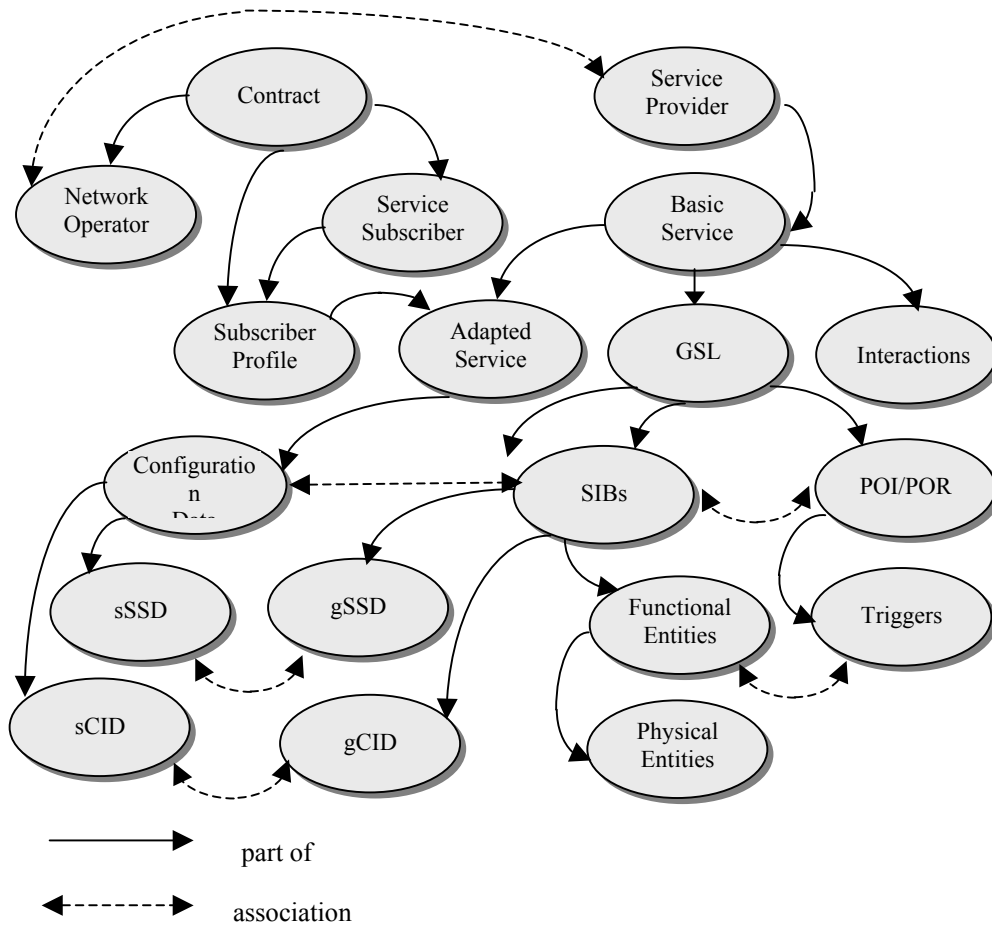 Contract
Service
Provider
Network
Operator
Service
Subscriber
Basic
Service
Subscriber
Profile
Adapted
Service
GSL
Interactions
Configuratio
n
Data
SIBs
POI/POR
sSSD
gSSD
Functional
Entities
Triggers
sCID
gCID
Physical
Entities
part of
association